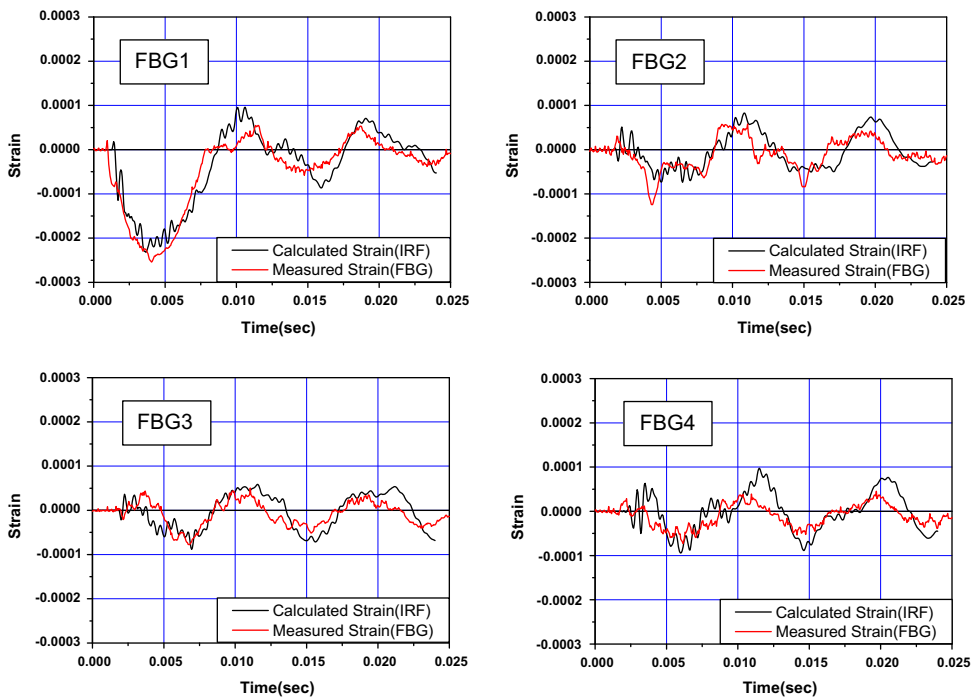 FBG1
0.0003
0.0002
0.0001
0.0000
-0.0001
-0.0002
-0.0003
Strain
Calculated Strain(IRF)
Measured Strain(FBG)
0.000 0.005 0.010 0.015 0.020 0.025
Time(sec)
FBG2
0.0003
0.0002
0.0001
0.0000
-0.0001
-0.0002
-0.0003
Strain
Calculated Strain(IRF)
Measured Strain(FBG)
0.000 0.005 0.010 0.015 0.020 0.025
Time(sec)
FBG3
0.0003
0.0002
0.0001
0.0000
-0.0001
-0.0002
-0.0003
Strain
Calculated Strain(IRF)
Measured Strain(FBG)
0.000 0.005 0.010 0.015 0.020 0.025
Time(sec)
FBG4
0.0003
0.0002
0.0001
0.0000
-0.0001
-0.0002
-0.0003
Strain
Calculated Strain(IRF)
Measured Strain(FBG)
0.000 0.005 0.010 0.015 0.020 0.025
Time(sec)